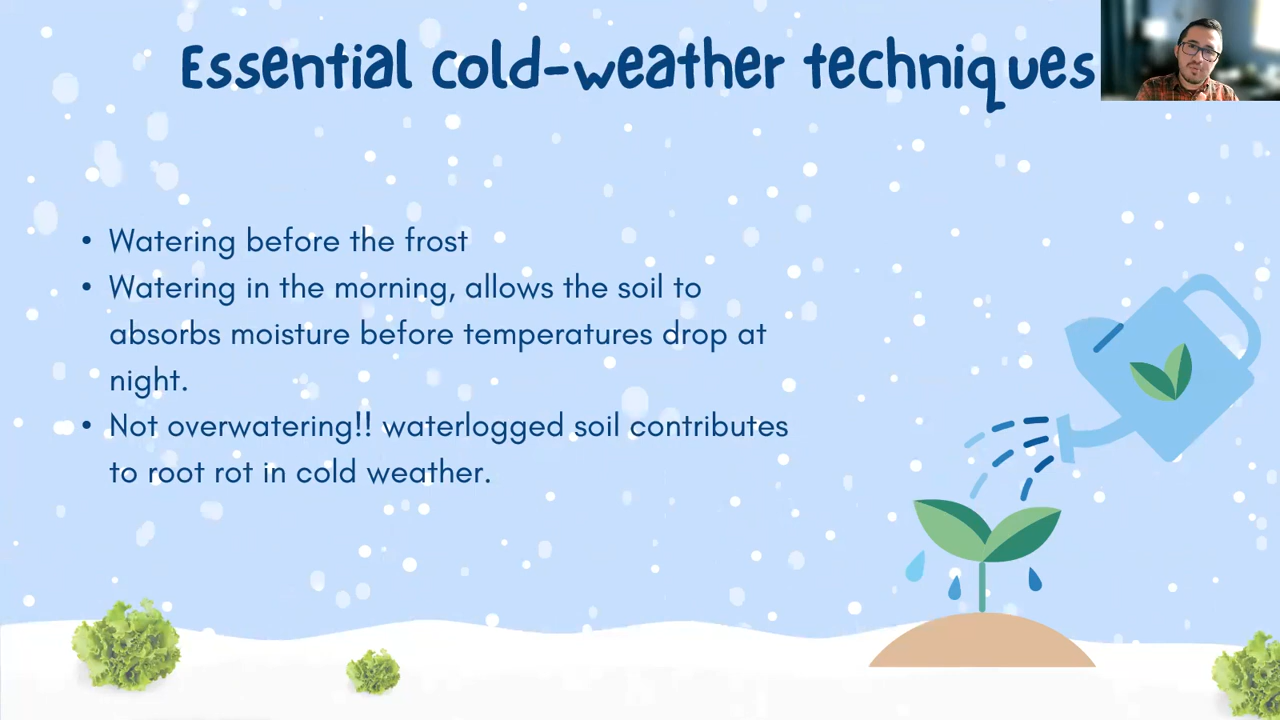 Essential cold-weather techniques
• Watering before the frost
• Watering in the morning, allows the soil to
absorbs moisture before temperatures drop at
night.
• Not overwatering!! waterlogged soil contributes
to root rot in cold weather.